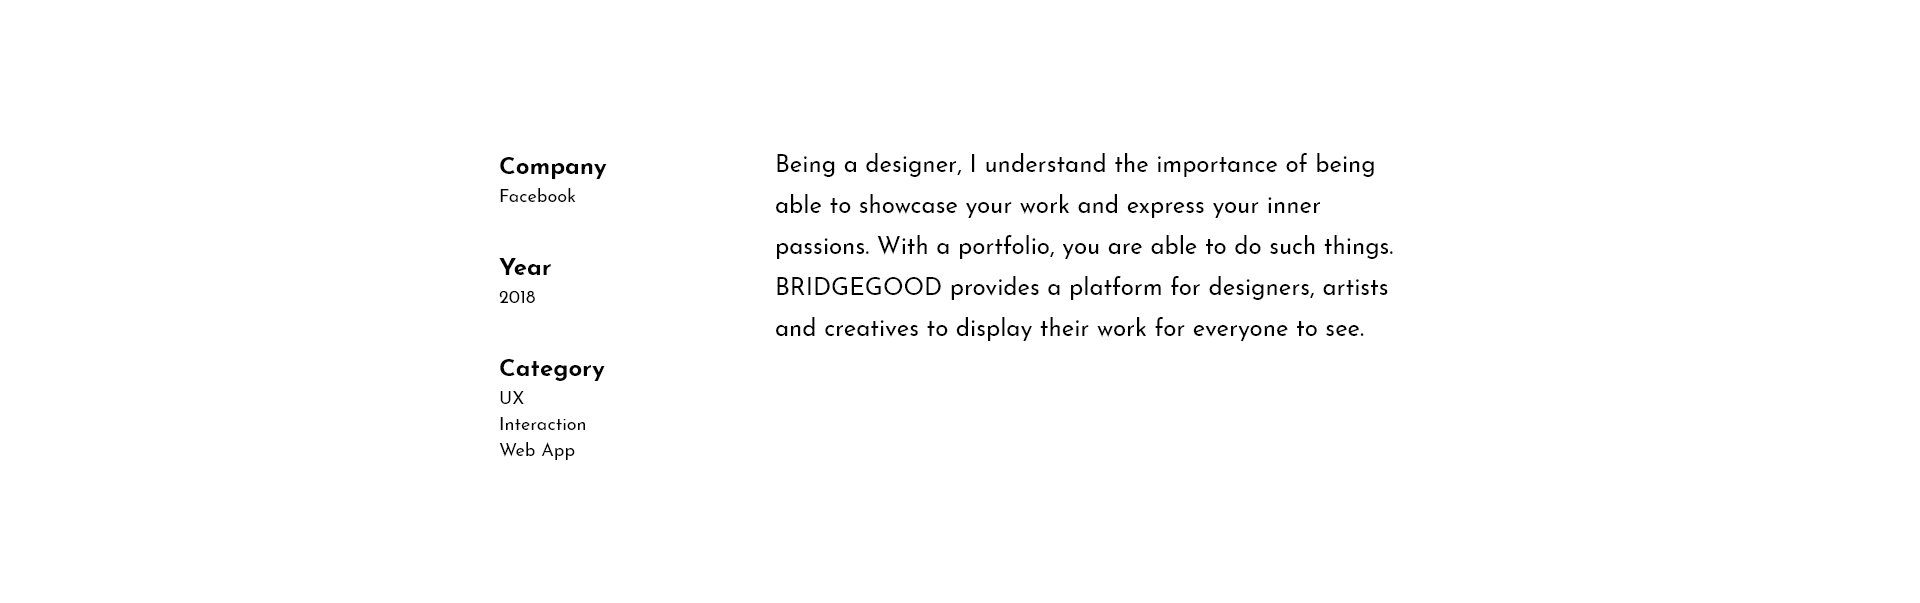 Company
Facebook
Year
2018
Category
UX
Interaction
Web App
Being a designer, I understand the importance of being
able to showcase your work and express your inner
passions. With a portfolio, you are able to do such things.
BRIDGEGOOD provides a platform for designers, artists
and creatives to display their work for everyone to see.